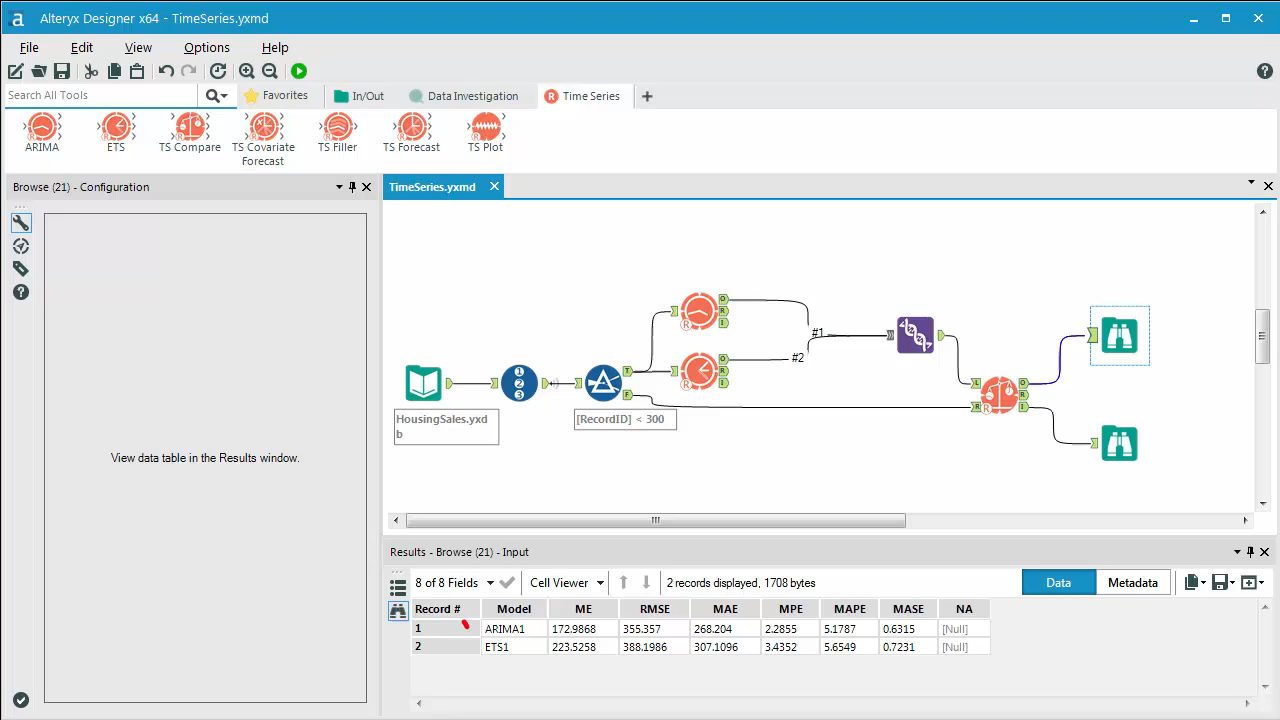 a Alteryx Designer x64 - TimeSeries.yxmd
File Edit View Options Help
Search All Tools Favorites In/Out Data Investigation R Time Series +
ARIMA ETS TS Compare TS Covariate Forecast TS Filler TS Forecast TS Plot
Browse (21) - Configuration
TimeSeries.yxmd
View data table in the Results window.
O
R
I
#1
#2
O
R
I
1
2
3
T
F
HousingSales.yxd
b
[RecordID] < 300
L
R
O
R
I
Results - Browse (21) - Input
8 of 8 Fields Cell Viewer 2 records displayed, 1708 bytes Data Metadata
Record # Model ME RMSE MAE MPE MAPE MASE NA
1 ARIMA1 172.9868 355.357 268.204 2.2855 5.1787 0.6315 [Null]
2 ETS1 223.5258 388.1986 307.1096 3.4352 5.6549 0.7231 [Null]